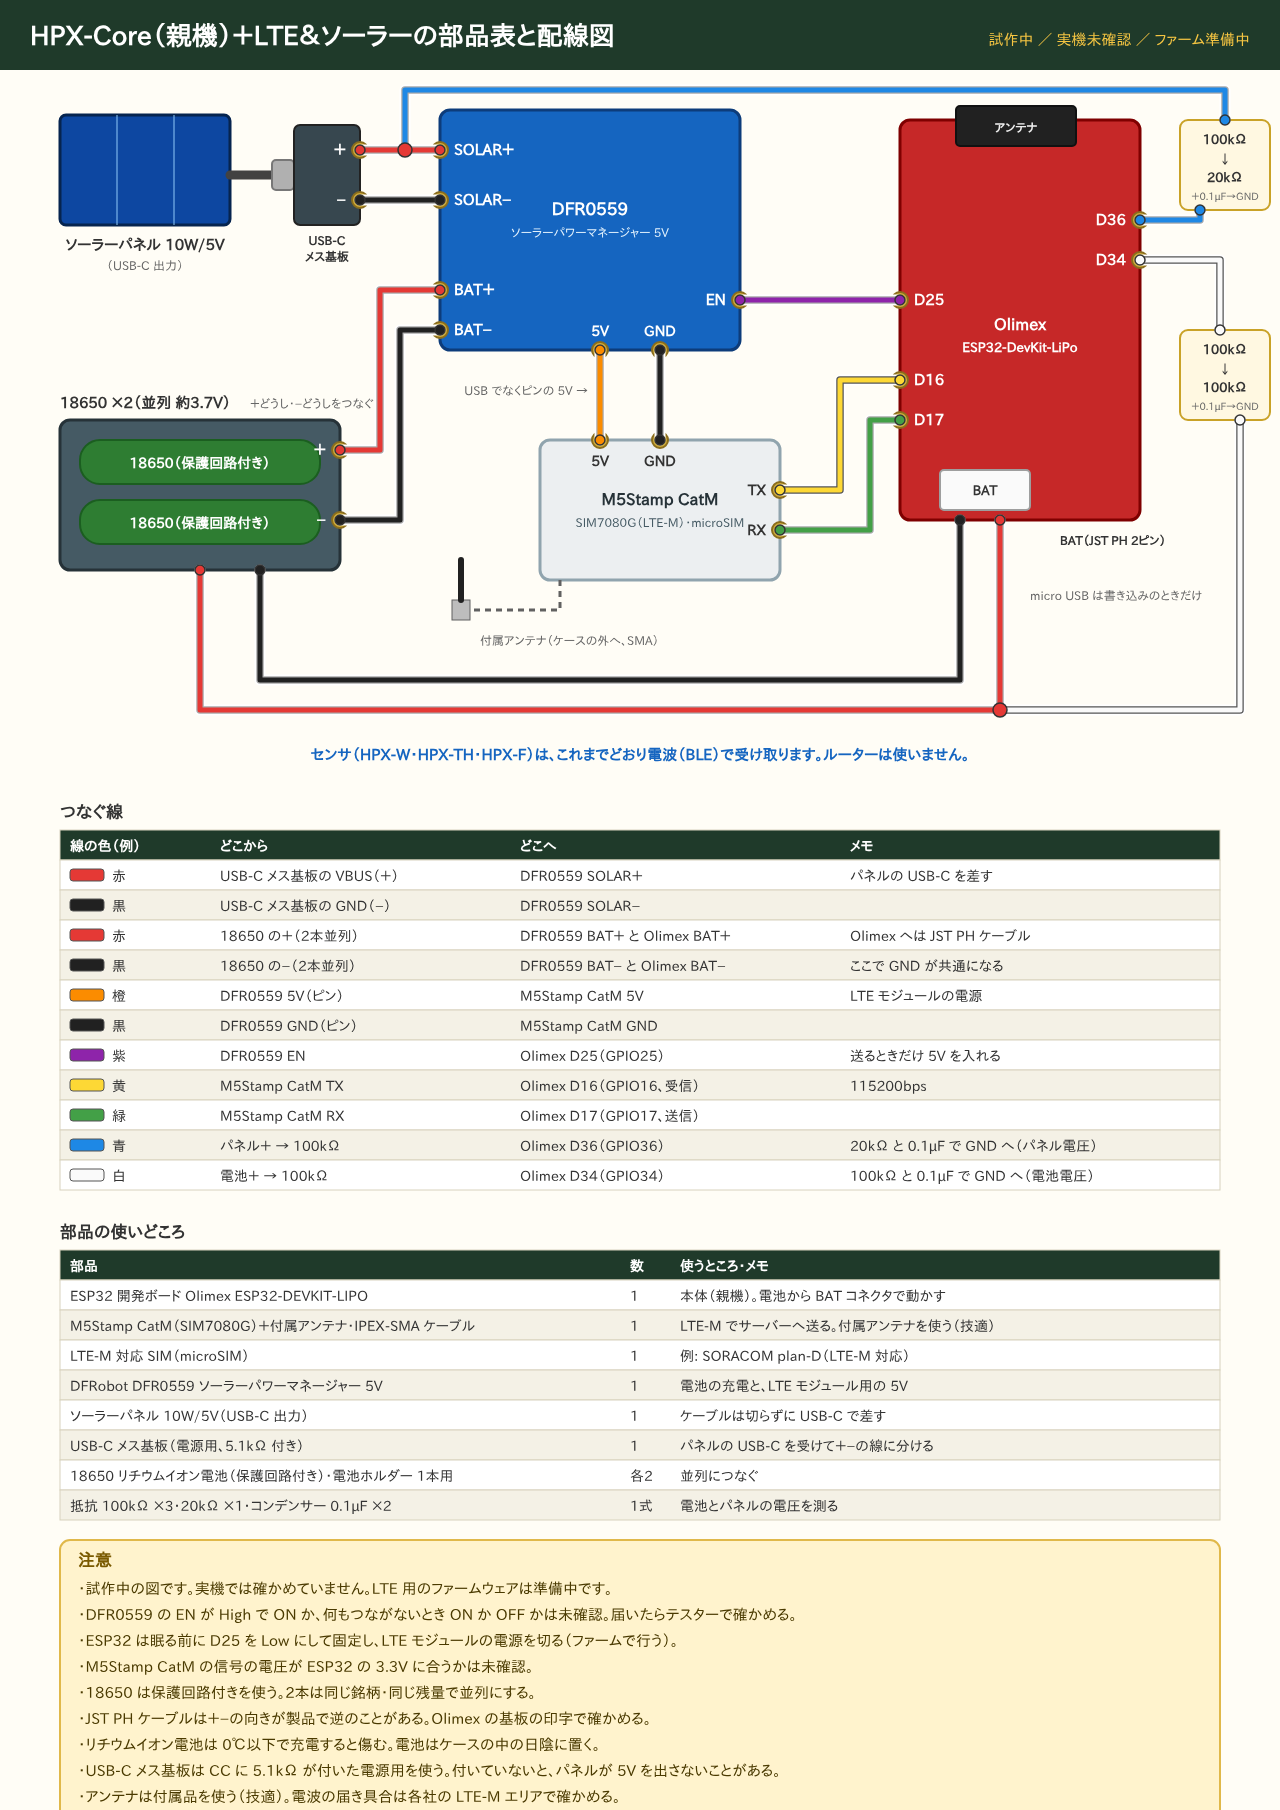 HPX-Core（親機）＋LTE&ソーラーの部品表と配線図
試作中 ／ 実機未確認 ／ ファーム準備中
ソーラーパネル 10W/5V
（USB-C 出力）
＋
−
USB-C
メス基板
SOLAR+
SOLAR−
DFR0559
ソーラーパワーマネージャー 5V
BAT+
BAT−
EN
5V
GND
アンテナ
D36
D34
D25
Olimex
ESP32-DevKit-LiPo
D16
D17
BAT
BAT（JST PH 2ピン）
micro USB は書き込みのときだけ
100kΩ
↓
20kΩ
+0.1µF→GND
100kΩ
↓
100kΩ
+0.1µF→GND
USB でなくピンの 5V →
18650 ×2（並列 約3.7V）
＋どうし・−どうしをつなぐ
18650（保護回路付き）
＋
18650（保護回路付き）
−
5V
GND
M5Stamp CatM
SIM7080G（LTE-M）・microSIM
TX
RX
付属アンテナ（ケースの外へ、SMA）
センサ（HPX-W・HPX-TH・HPX-F）は、これまでどおり電波（BLE）で受け取ります。ルーターは使いません。
つなぐ線
線の色（例） どこから どこへ メモ
赤 USB-C メス基板の VBUS（＋） DFR0559 SOLAR+ パネルの USB-C を差す
黒 USB-C メス基板の GND（−） DFR0559 SOLAR−
赤 18650 の＋（2本並列） DFR0559 BAT+ と Olimex BAT+ Olimex へは JST PH ケーブル
黒 18650 の−（2本並列） DFR0559 BAT− と Olimex BAT− ここで GND が共通になる
橙 DFR0559 5V（ピン） M5Stamp CatM 5V LTE モジュールの電源
黒 DFR0559 GND（ピン） M5Stamp CatM GND
紫 DFR0559 EN Olimex D25（GPIO25） 送るときだけ 5V を入れる
黄 M5Stamp CatM TX Olimex D16（GPIO16、受信） 115200bps
緑 M5Stamp CatM RX Olimex D17（GPIO17、送信）
青 パネル＋ → 100kΩ Olimex D36（GPIO36） 20kΩ と 0.1µF で GND へ（パネル電圧）
白 電池＋ → 100kΩ Olimex D34（GPIO34） 100kΩ と 0.1µF で GND へ（電池電圧）
部品の使いどころ
部品 数 使うところ・メモ
ESP32 開発ボード Olimex ESP32-DEVKIT-LIPO 1 本体（親機）。電池から BAT コネクタで動かす
M5Stamp CatM（SIM7080G）＋付属アンテナ・IPEX-SMA ケーブル 1 LTE-M でサーバーへ送る。付属アンテナを使う（技適）
LTE-M 対応 SIM（microSIM） 1 例: SORACOM plan-D（LTE-M 対応）
DFRobot DFR0559 ソーラーパワーマネージャー 5V 1 電池の充電と、LTE モジュール用の 5V
ソーラーパネル 10W/5V（USB-C 出力） 1 ケーブルは切らずに USB-C で差す
USB-C メス基板（電源用、5.1kΩ 付き） 1 パネルの USB-C を受けて＋−の線に分ける
18650 リチウムイオン電池（保護回路付き）・電池ホルダー 1本用 各2 並列につなぐ
抵抗 100kΩ ×3・20kΩ ×1・コンデンサー 0.1µF ×2 1式 電池とパネルの電圧を測る
注意
・試作中の図です。実機では確かめていません。LTE 用のファームウェアは準備中です。
・DFR0559 の EN が High で ON か、何もつながないとき ON か OFF かは未確認。届いたらテスターで確かめる。
・ESP32 は眠る前に D25 を Low にして固定し、LTE モジュールの電源を切る（ファームで行う）。
・M5Stamp CatM の信号の電圧が ESP32 の 3.3V に合うかは未確認。
・18650 は保護回路付きを使う。2本は同じ銘柄・同じ残量で並列にする。
・JST PH ケーブルは＋−の向きが製品で逆のことがある。Olimex の基板の印字で確かめる。
・リチウムイオン電池は 0℃以下で充電すると傷む。電池はケースの中の日陰に置く。
・USB-C メス基板は CC に 5.1kΩ が付いた電源用を使う。付いていないと、パネルが 5V を出さないことがある。
・アンテナは付属品を使う（技適）。電波の届き具合は各社の LTE-M エリアで確かめる。